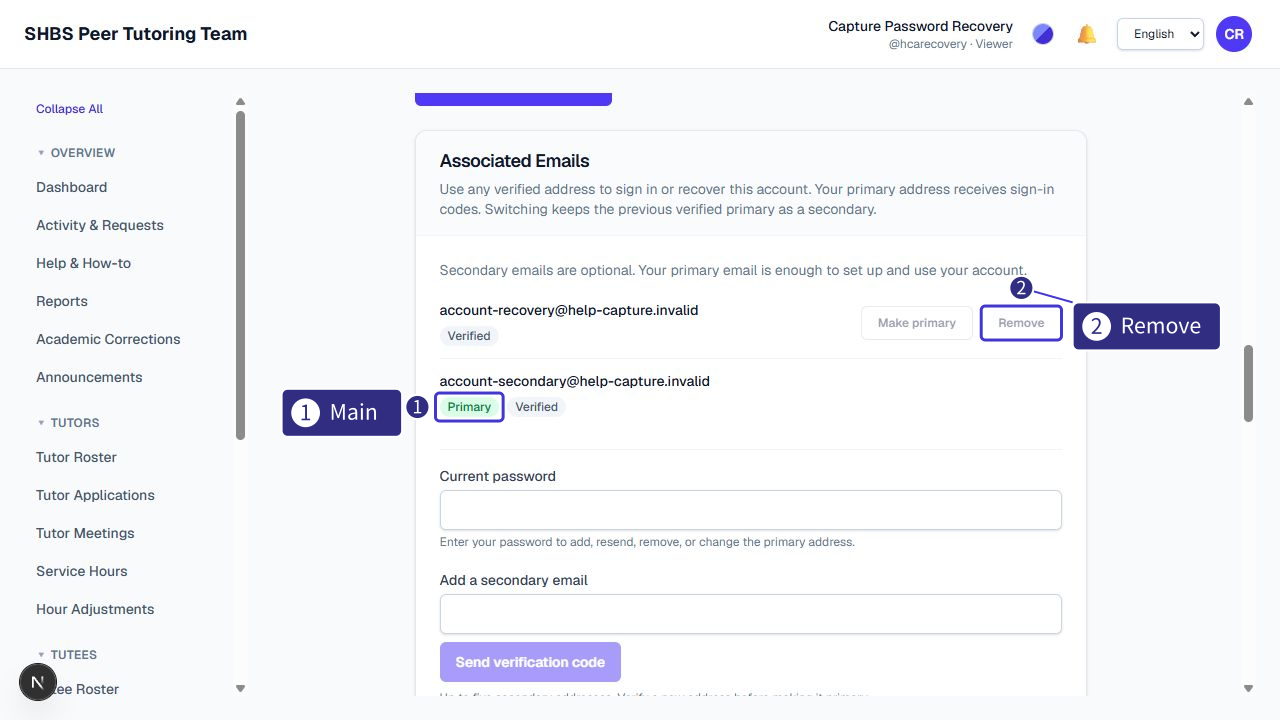 SHBS Peer Tutoring Team
Capture Password Recovery
@hcarecovery · Viewer
English
CR
Collapse All
OVERVIEW
Dashboard
Activity & Requests
Help & How-to
Reports
Academic Corrections
Announcements
TUTORS
Tutor Roster
Tutor Applications
Tutor Meetings
Service Hours
Hour Adjustments
TUTEES
Roster
N
Associated Emails
Use any verified address to sign in or recover this account. Your primary address receives sign-in
codes. Switching keeps the previous verified primary as a secondary.
Secondary emails are optional. Your primary email is enough to set up and use your account.
2
account-recovery@help-capture.invalid
Verified
Make primary
Remove
2 Remove
account-secondary@help-capture.invalid
1 Main
1
Primary
Verified
Current password
Enter your password to add, resend, remove, or change the primary address.
Add a secondary email
Send verification code